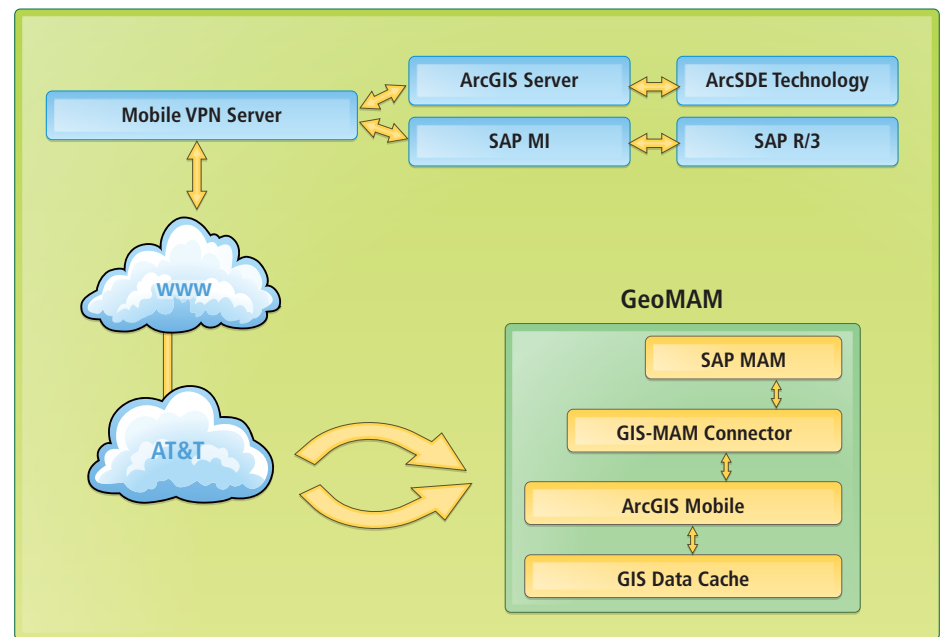 ArcGIS Server
ArcSDE Technology
Mobile VPN Server
SAP MI
SAP R/3
www
GeoMAM
SAP MAM
GIS-MAM Connector
AT&T
ArcGIS Mobile
GIS Data Cache